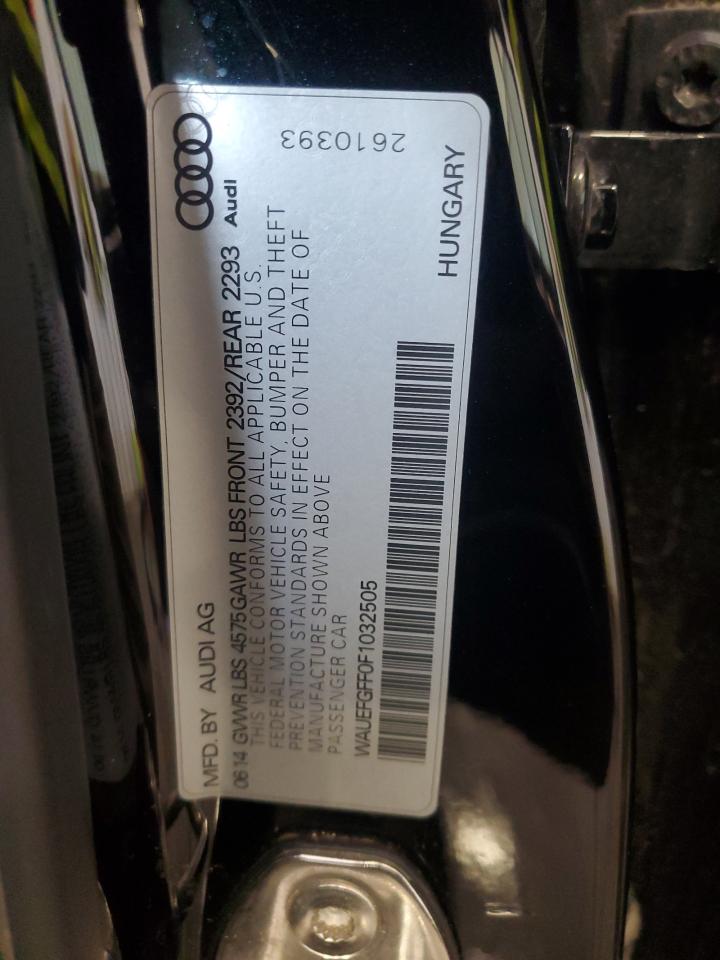 MFD. BY AUDI AG
Audi
0614 GVWR LBS 4575 GAWR LBS FRONT 2392/REAR 2293
THIS VEHICLE CONFORMS TO ALL APPLICABLE U.S.
FEDERAL MOTOR VEHICLE SAFETY, BUMPER AND THEFT
PREVENTION STANDARDS IN EFFECT ON THE DATE OF
MANUFACTURE SHOWN ABOVE
PASSENGER CAR
WAUEFGFF0F1032505
HUNGARY
2610393